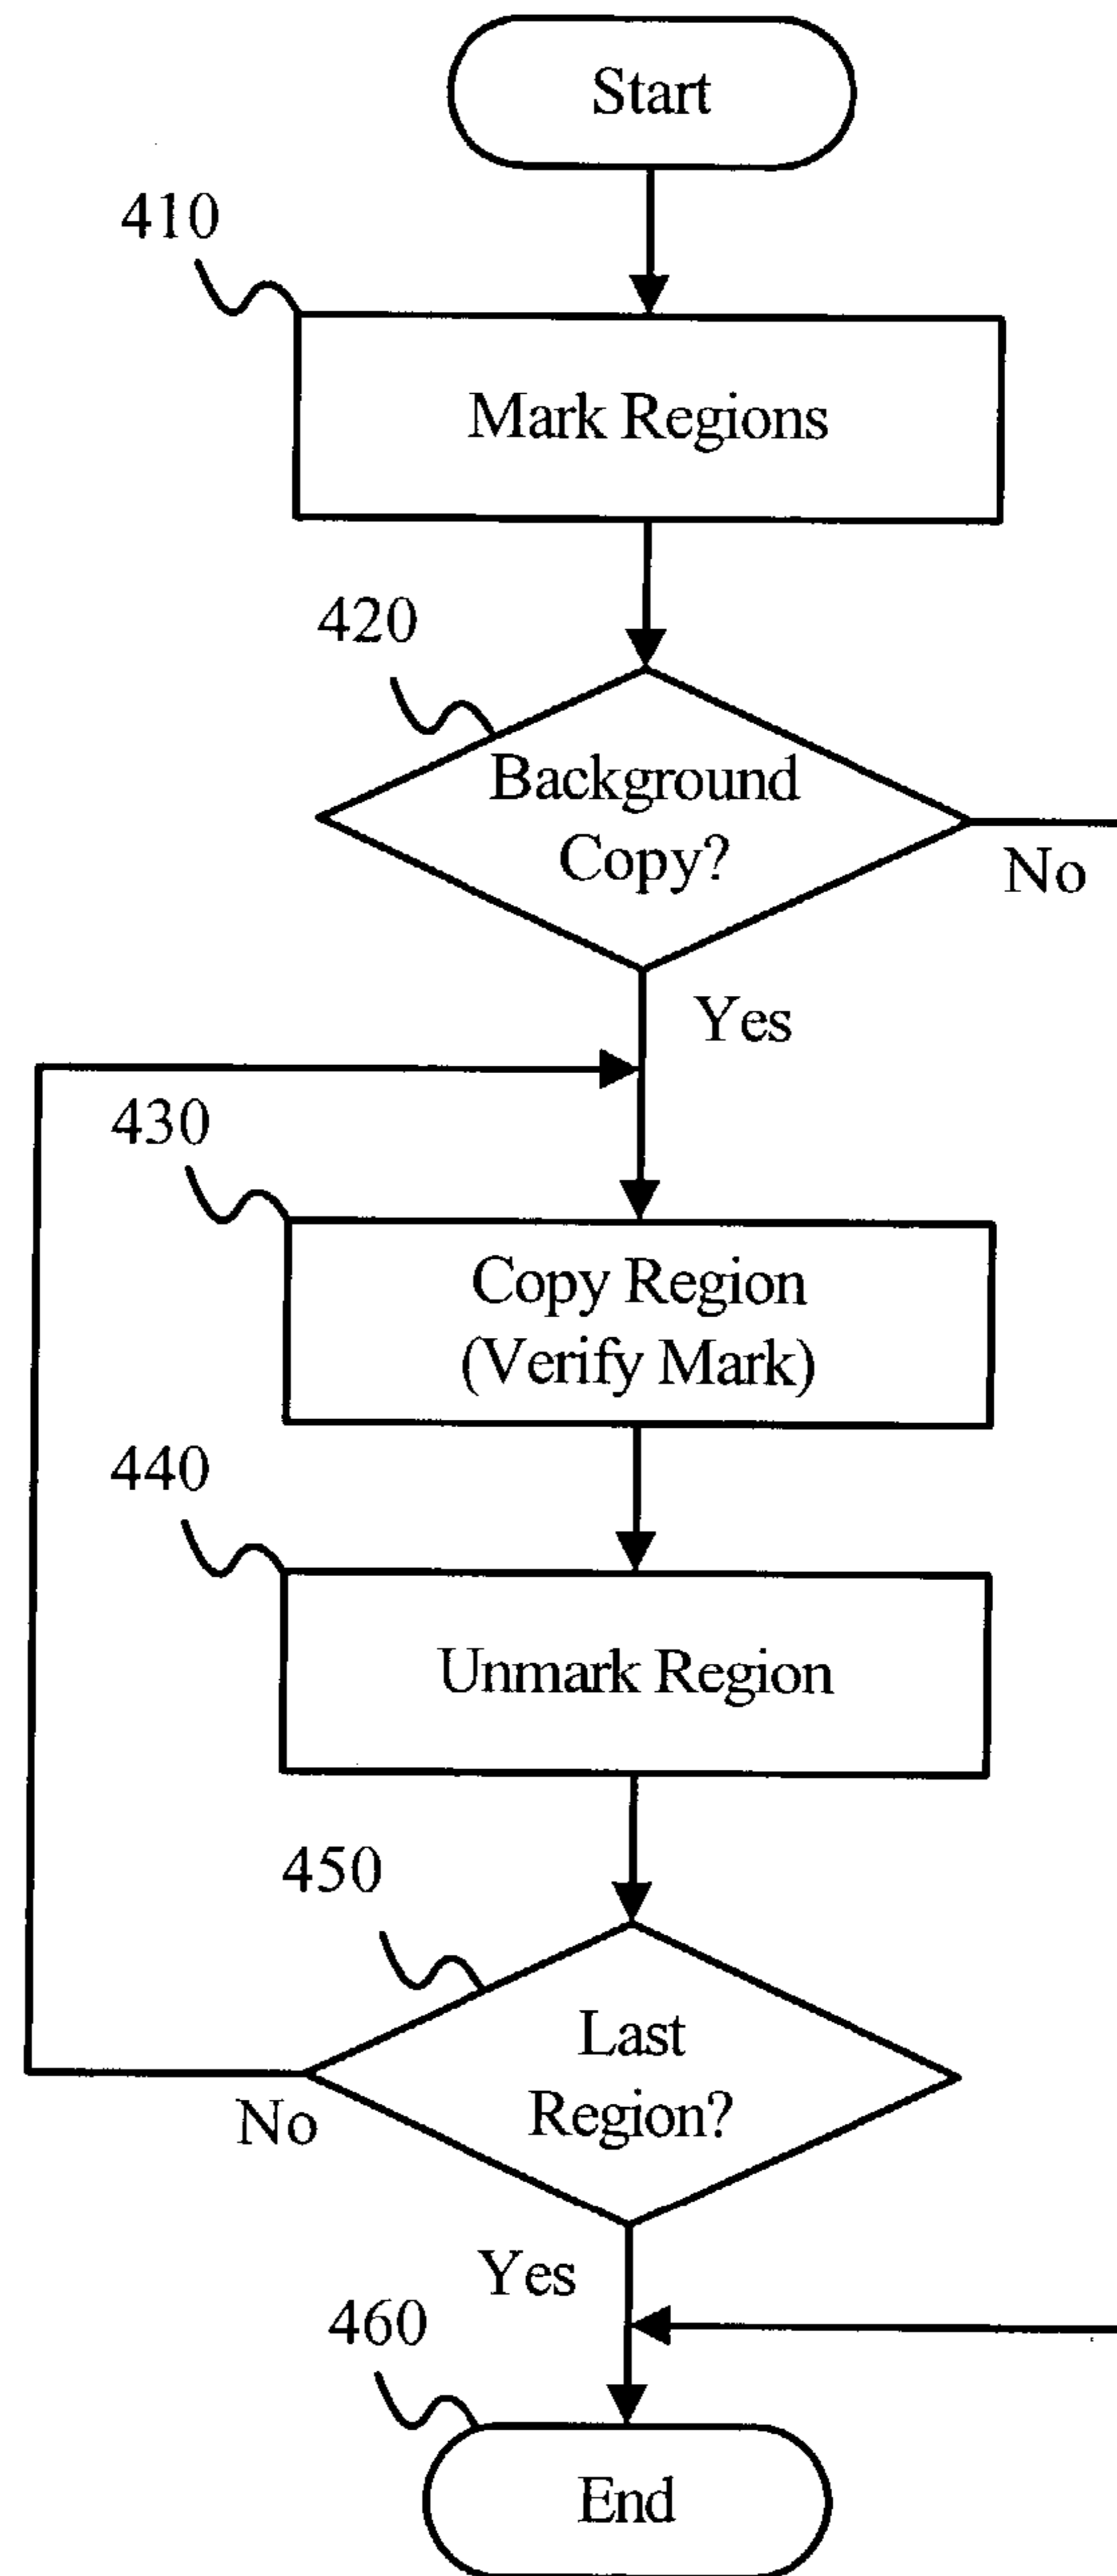 Start
410
Mark Regions
420
Background
Copy?
No
Yes
430
Copy Region
(Verify Mark)
440
Unmark Region
450
Last
Region?
No
Yes
460
End